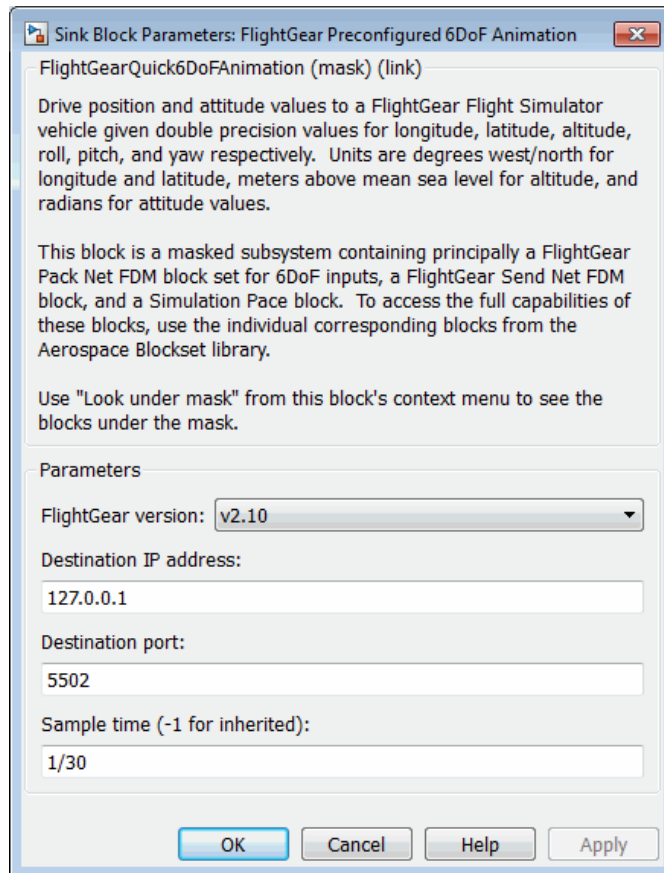 Sink Block Parameters: FlightGear Preconfigured 6DoF Animation
FlightGearQuick6DoFAnimation (mask) (link)
Drive position and attitude values to a FlightGear Flight Simulator
vehicle given double precision values for longitude, latitude, altitude,
roll, pitch, and yaw respectively.  Units are degrees west/north for
longitude and latitude, meters above mean sea level for altitude, and
radians for attitude values.
This block is a masked subsystem containing principally a FlightGear
Pack Net FDM block set for 6DoF inputs, a FlightGear Send Net FDM
block, and a Simulation Pace block.  To access the full capabilities of
these blocks, use the individual corresponding blocks from the
Aerospace Blockset library.
Use "Look under mask" from this block's context menu to see the
blocks under the mask.
Parameters
FlightGear version: v2.10
Destination IP address:
127.0.0.1
Destination port:
5502
Sample time (-1 for inherited):
1/30
OK Cancel Help Apply